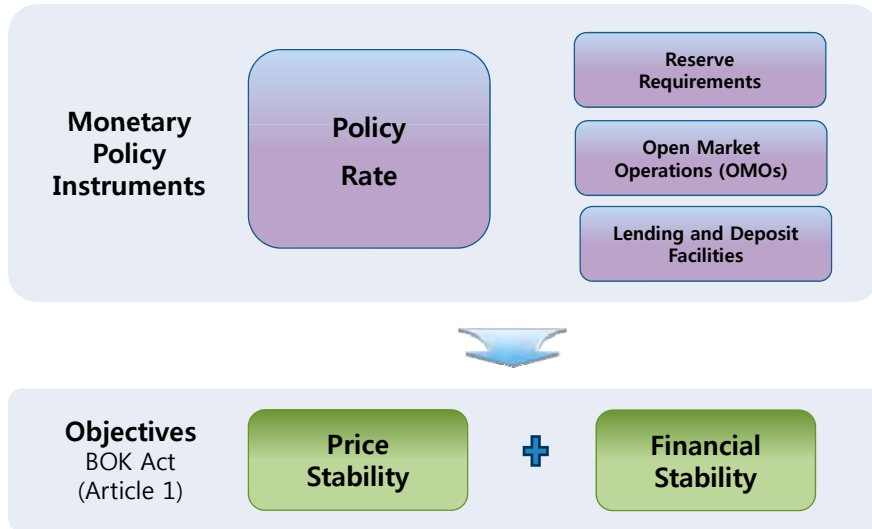 Monetary
Policy
Instruments
Policy
Rate
Reserve
Requirements
Open Market
Operations (OMOs)
Lending and Deposit
Facilities
Objectives
BOK Act
(Article 1)
Price
Stability
Financial
Stability